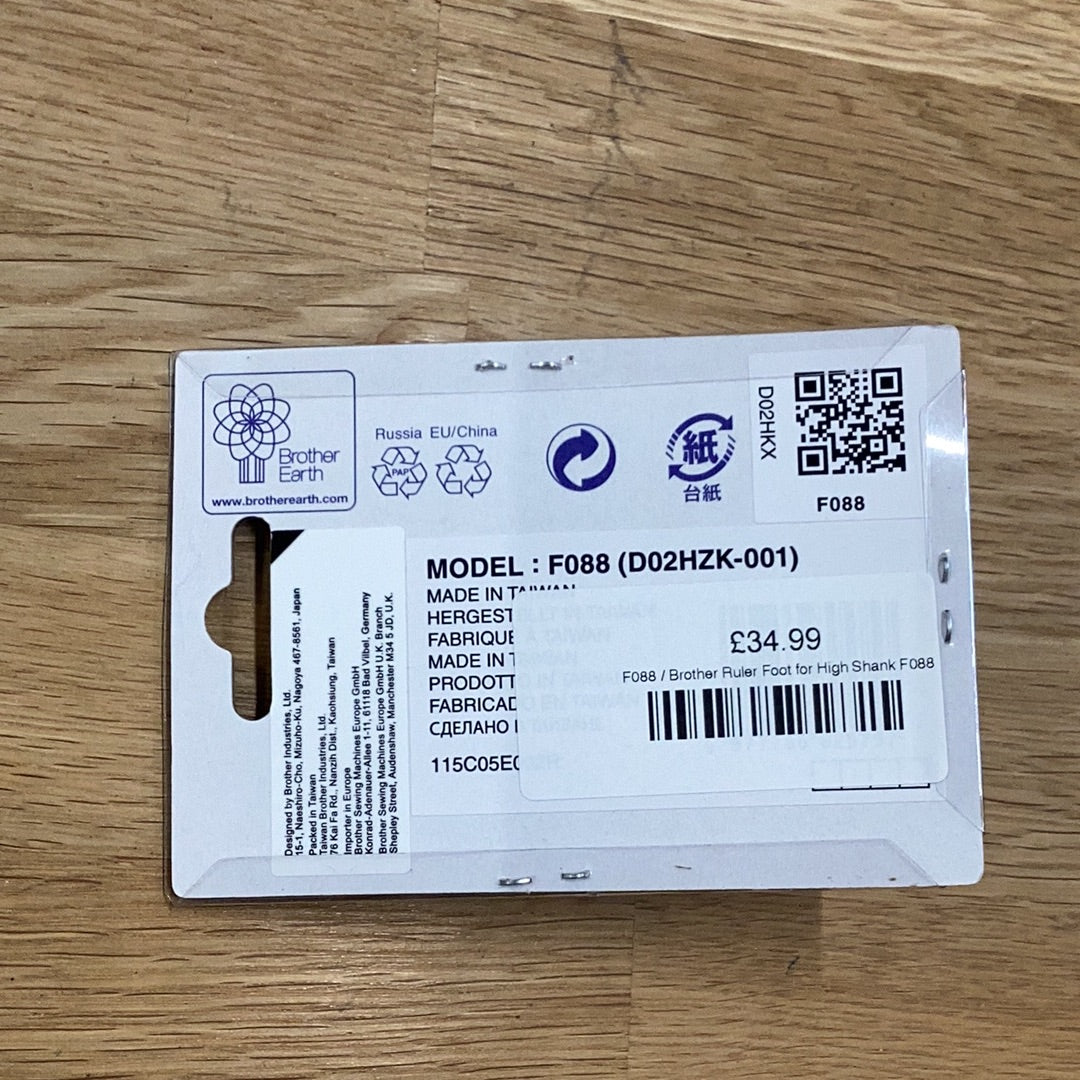 Brother
Earth
www.brotherearth.com
Russia EU/China
PAP
紙
台紙
D02HKX
F088
MODEL : F088 (D02HZK-001)
MADE IN TAIWAN
HERGEST
FABRIQUE
MADE IN T
PRODOTT
FABRICAD
СДЕЛАНО
115C05E0
£34.99
F088 / Brother Ruler Foot for High Shank F088
Designed by Brother Industries, Ltd.
15-1, Naeshiro-Cho, Mizuho-Ku, Nagoya 467-8561, Japan
Packed in Taiwan
Taiwan Brother Industries, Ltd.
76 Kai Fa Rd., Nanzih Dist., Kaohsiung, Taiwan
Importer in Europe
Brother Sewing Machines Europe GmbH
Konrad-Adenauer-Allee 1-11, 61118 Bad Vilbel, Germany
Brother Sewing Machines Europe GmbH U.K. Branch
Shepley Street, Audenshaw, Manchester M34 5 JD, U.K.